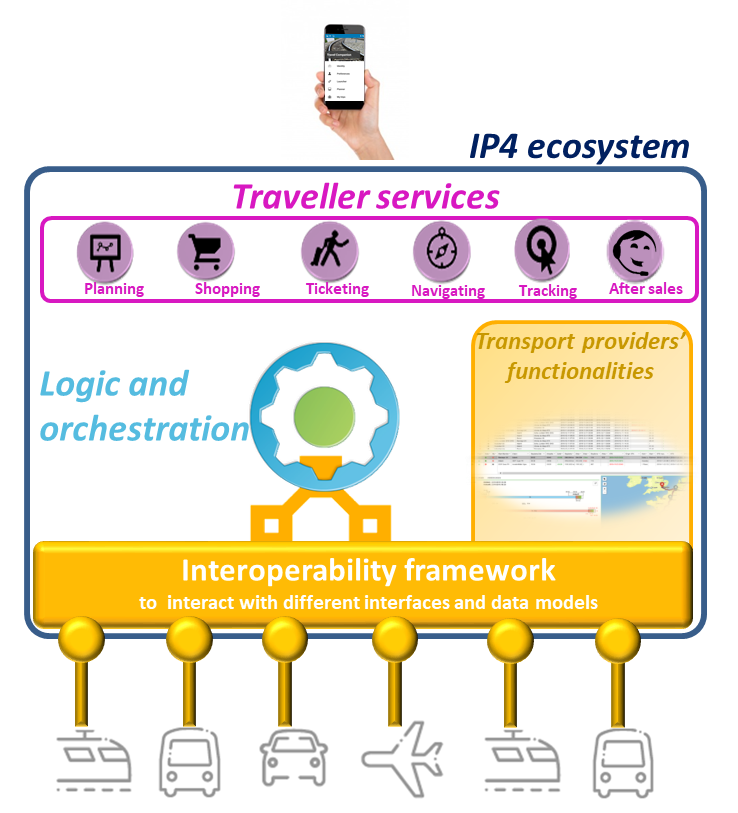 IP4 ecosystem
Traveller services
Planning
Shopping
Ticketing
Navigating
Tracking
After sales
Logic and
orchestration
Transport providers’
functionalities
Interoperability framework
to interact with different interfaces and data models